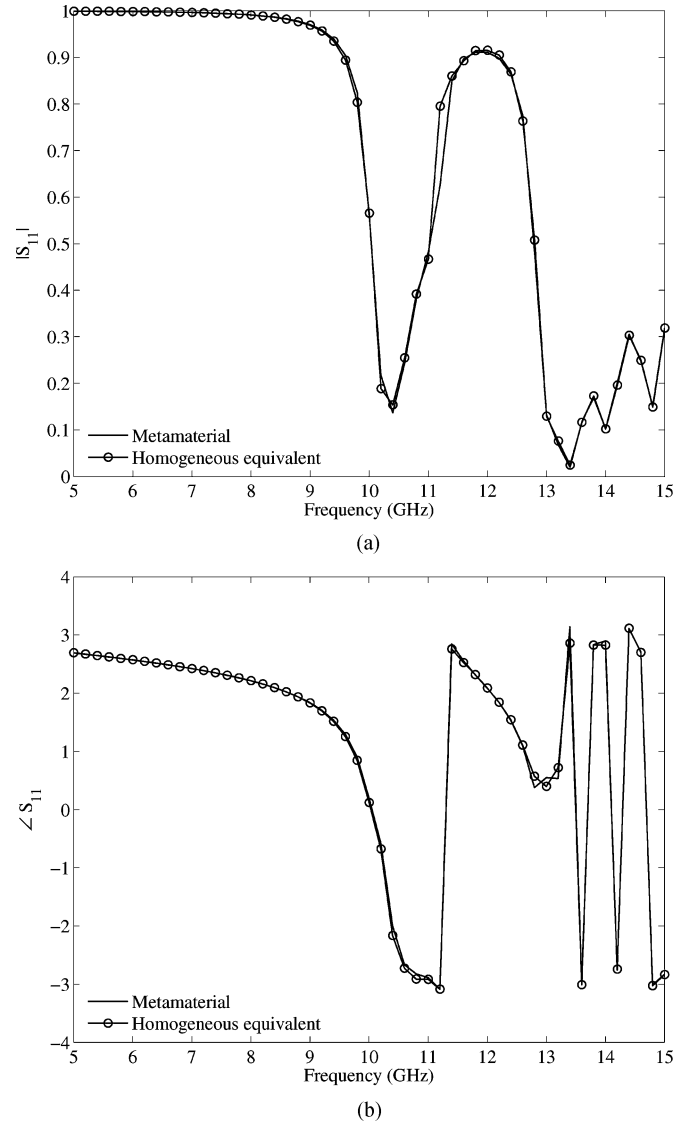 1
0.9
0.8
0.7
0.6
0.5
0.4
0.3
0.2
0.1
0
|S11|
Metamaterial
Homogeneous equivalent
5 6 7 8 9 10 11 12 13 14 15
Frequency (GHz)
(a)
4
3
2
1
0
−1
−2
−3
−4
∠ S11
Metamaterial
Homogeneous equivalent
5 6 7 8 9 10 11 12 13 14 15
Frequency (GHz)
(b)